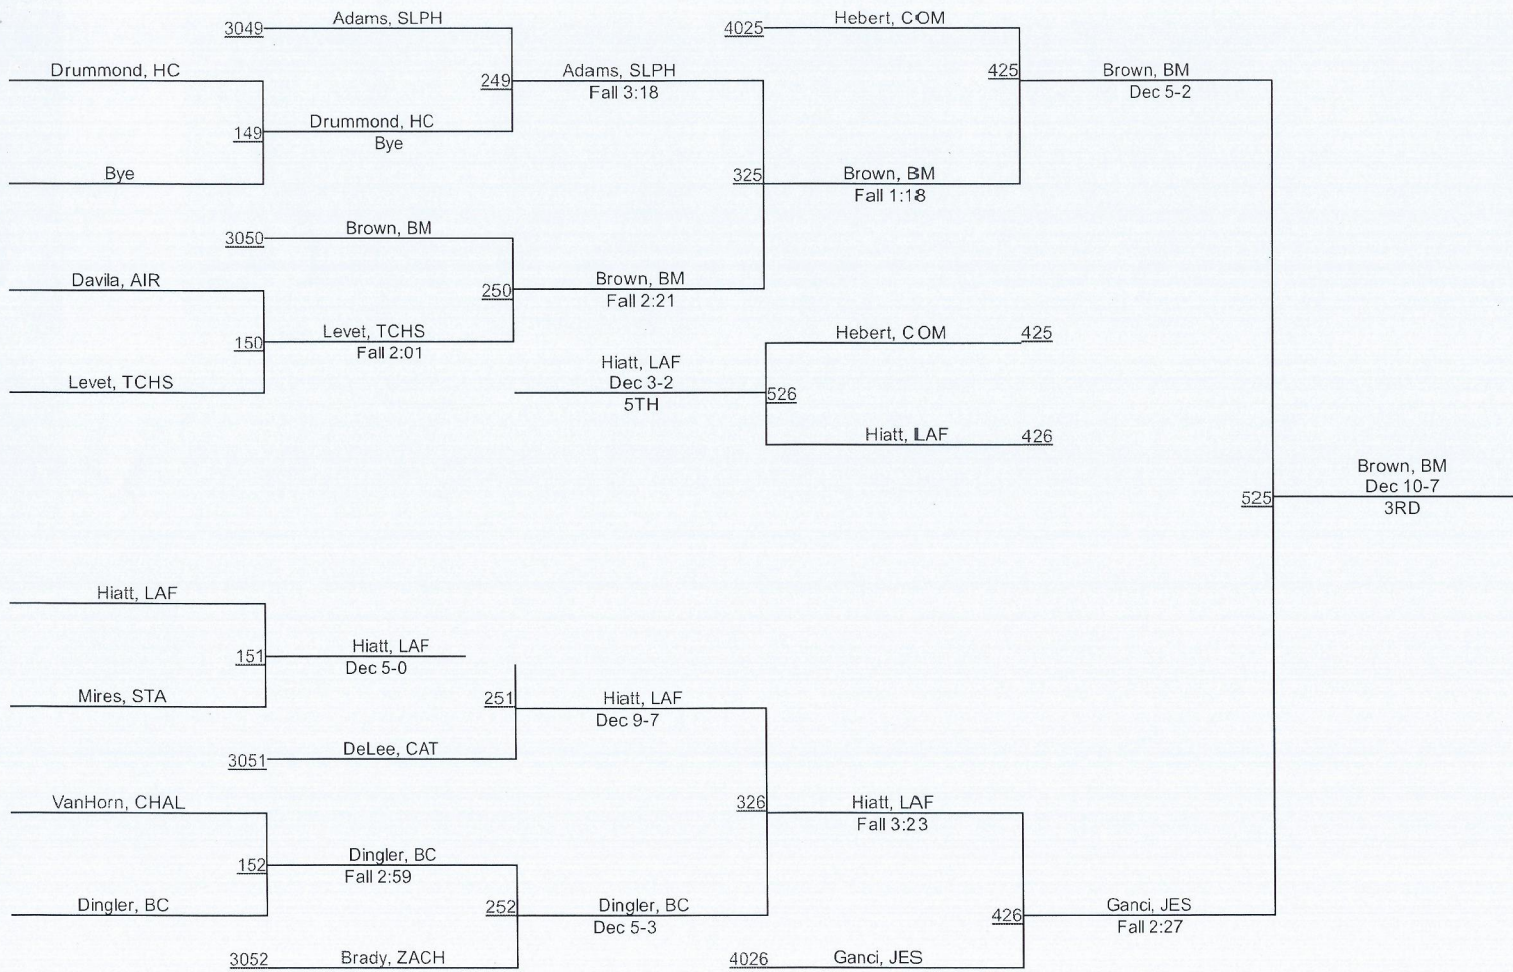 Adams, SLPH
Hebert, COM
3049
4025
Drummond, HC
Adams, SLPH
425
Brown, BM
249
Fall 3:18
Dec 5-2
Drummond, HC
149
Bye
Bye
325
Brown, BM
Fall 1:18
Brown, BM
3050
Davila, AIR
Brown, BM
250
Fall 2:21
Levet, TCHS
Hebert, COM
425
150
Fall 2:01
Hiatt, LAF
Levet, TCHS
Dec 3-2
526
5TH
Hiatt, LAF
426
Brown, BM
Dec 10-7
525
3RD
Hiatt, LAF
Hiatt, LAF
151
Dec 5-0
Mires, STA
251
Hiatt, LAF
Dec 9-7
DeLee, CAT
3051
VanHorn, CHAL
326
Hiatt, LAF
Fall 3:23
Dingler, BC
152
Fall 2:59
Dingler, BC
252
Dingler, BC
Ganci, JES
426
Dec 5-3
Fall 2:27
3052
Brady, ZACH
4026
Ganci, JES